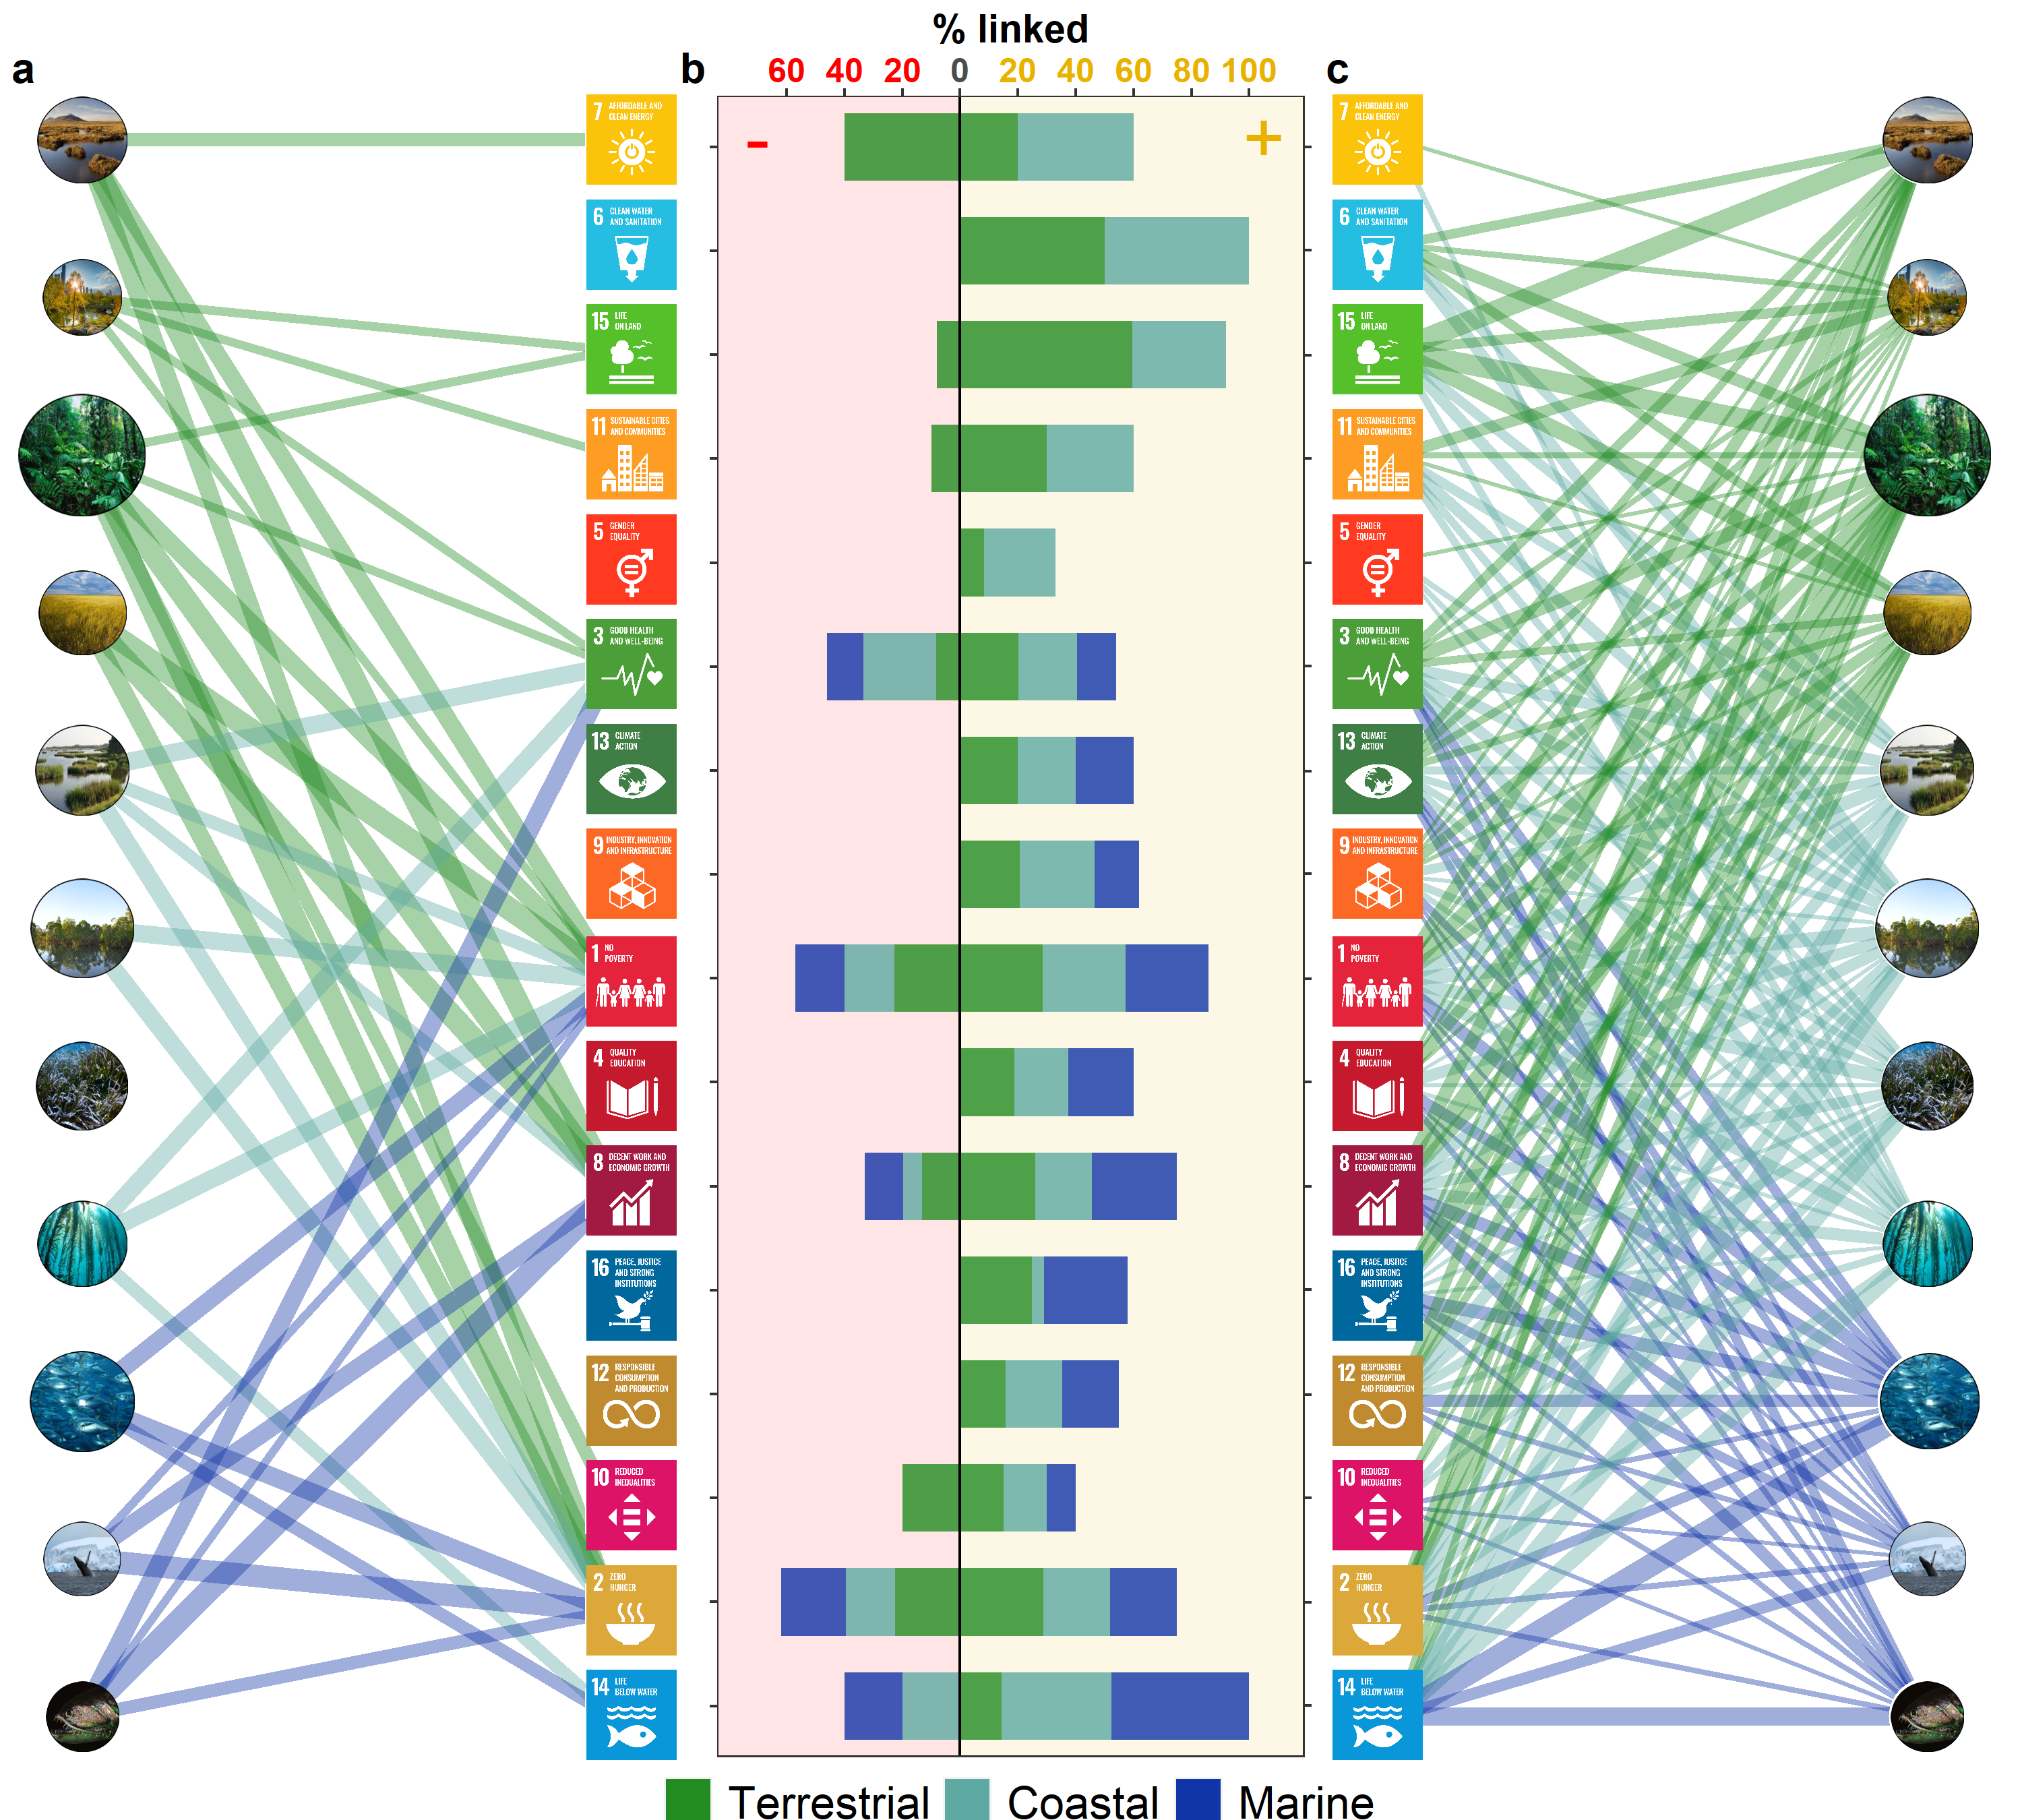 % linked
a
b
60 40 20 0 20 40 60 80 100
c
-
+
7 AFFORDABLE AND
CLEAN ENERGY
6 CLEAN WATER
AND SANITATION
15 LIFE
ON LAND
11 SUSTAINABLE CITIES
AND COMMUNITIES
5 GENDER
EQUALITY
3 GOOD HEALTH
AND WELL-BEING
13 CLIMATE
ACTION
9 INDUSTRY, INNOVATION
AND INFRASTRUCTURE
1 NO
POVERTY
4 QUALITY
EDUCATION
8 DECENT WORK AND
ECONOMIC GROWTH
16 PEACE, JUSTICE
AND STRONG
INSTITUTIONS
12 RESPONSIBLE
CONSUMPTION
AND PRODUCTION
10 REDUCED
INEQUALITIES
2 ZERO
HUNGER
14 LIFE
BELOW WATER
7 AFFORDABLE AND
CLEAN ENERGY
6 CLEAN WATER
AND SANITATION
15 LIFE
ON LAND
11 SUSTAINABLE CITIES
AND COMMUNITIES
5 GENDER
EQUALITY
3 GOOD HEALTH
AND WELL-BEING
13 CLIMATE
ACTION
9 INDUSTRY, INNOVATION
AND INFRASTRUCTURE
1 NO
POVERTY
4 QUALITY
EDUCATION
8 DECENT WORK AND
ECONOMIC GROWTH
16 PEACE, JUSTICE
AND STRONG
INSTITUTIONS
12 RESPONSIBLE
CONSUMPTION
AND PRODUCTION
10 REDUCED
INEQUALITIES
2 ZERO
HUNGER
14 LIFE
BELOW WATER
Terrestrial Coastal Marine